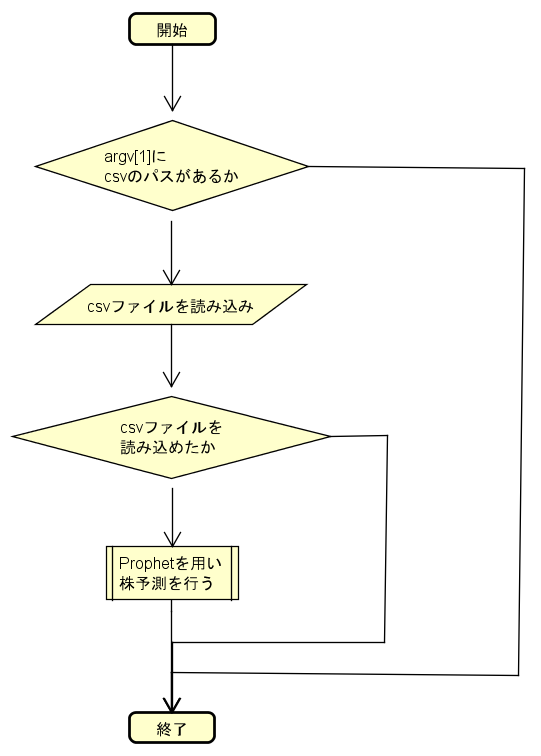 開始
argv[1]に
csvのパスがあるか
csvファイルを読み込み
csvファイルを
読み込めたか
Prophetを用い
株予測を行う
終了